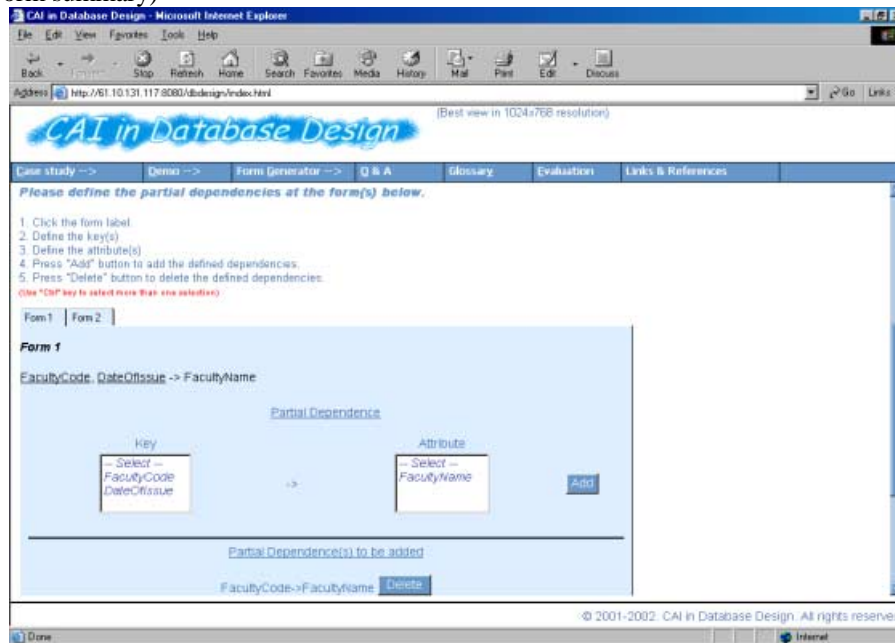 orm summary)
CAI in Database Design - Microsoft Internet Explorer
File Edit View Favorites Tools Help
Back Stop Refresh Home Search Favorites Media History Mail Print Edit Discuss
Address http://61.10.131.117:8080/dbdesign/index.html Go Links
CAI in Database Design
(Best view in 1024x768 resolution)
Case study --> Demo --> Form Generator --> Q & A Glossary Evaluation Links & References
Please define the partial dependencies at the form(s) below.
1. Click the form label
2. Define the key(s)
3. Define the attribute(s)
4. Press "Add" button to add the defined dependencies.
5. Press "Delete" button to delete the defined dependencies.
(Use "Ctrl" key to select more than one selection)
Form 1 Form 2
Form 1
FacultyCode, DateOfIssue -> FacultyName
Partial Dependence
Key Attribute
-- Select -- -- Select --
FacultyCode FacultyName
DateOfIssue
-> Add
Partial Dependence(s) to be added
FacultyCode->FacultyName Delete
© 2001-2002. CAI in Database Design. All rights reserve
Done Internet